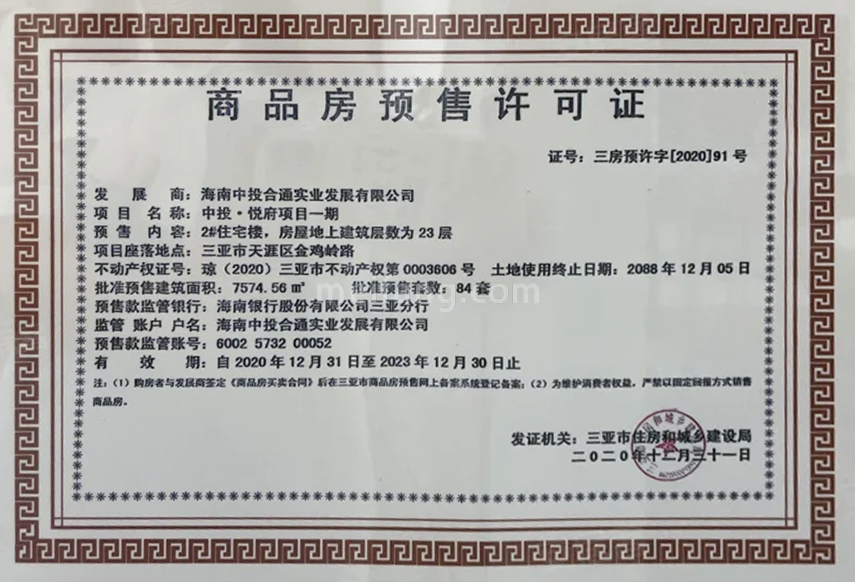 商品房预售许可证
证号：三房预许字[2020]91号
发展商：海南中投合通实业发展有限公司
项目名称：中投·悦府项目一期
预售内容：2#住宅楼，房屋地上建筑层数为23层
项目座落地点：三亚市天涯区金鸡岭路
不动产权证号：琼（2020）三亚市不动产权第0003606号 土地使用终止日期：2088年12月05日
批准预售建筑面积：7574.56㎡ 批准预售套数：84套
预售款监管银行：海南银行股份有限公司三亚分行
监管账户户名：海南中投合通实业发展有限公司
预售款监管账号：6002 5732 00052
有效期：自2020年12月31日至2023年12月30日止
注：（1）购房者与发展商签定《商品房买卖合同》后在三亚市商品房预售网上备案系统登记备案；（2）为维护消费者权益，严禁以固定回报方式销售
商品房。
发证机关：三亚市住房和城乡建设局
二〇二〇年十二月三十一日